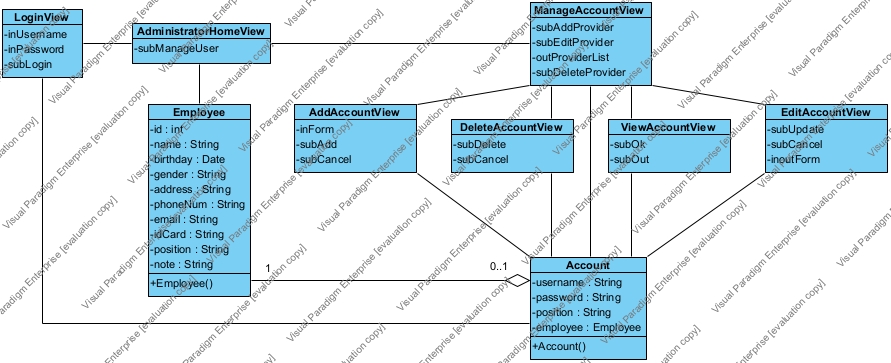 LoginView
-inUsername
-inPassword
-subLogin
AdministratorHomeView
-subManageUser
ManageAccountView
-subAddProvider
-subEditProvider
-outProviderList
-subDeleteProvider
Employee
-id : int
-name : String
-birthday : Date
-gender : String
-address : String
-phoneNum : String
-email : String
-idCard : String
-position : String
-note : String
+Employee()
AddAccountView
-inForm
-subAdd
-subCancel
DeleteAccountView
-subDelete
-subCancel
ViewAccountView
-subOk
-subOut
EditAccountView
-subUpdate
-subCancel
-inoutForm
1
0..1
Account
-username : String
-password : String
-position : String
-employee : Employee
+Account()
Visual Paradigm Enterprise [evaluation copy]